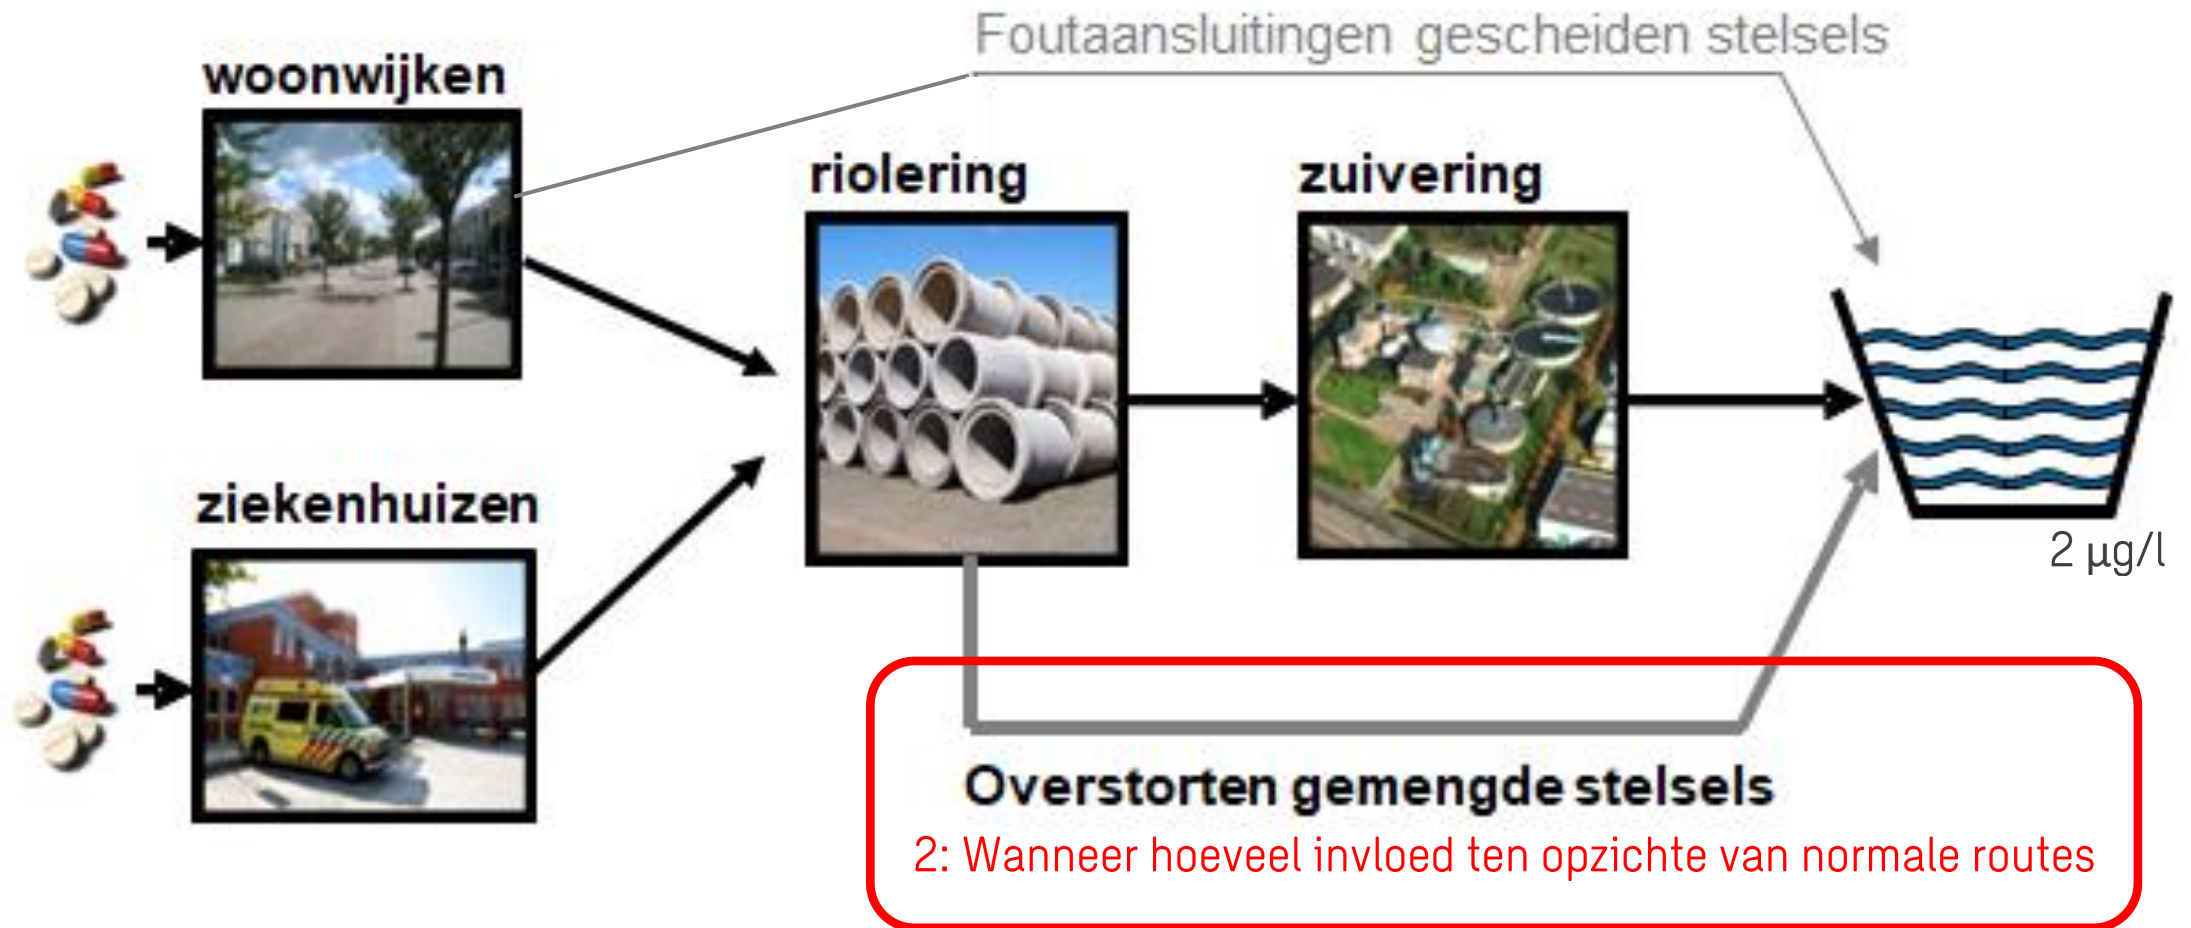 Foutaansluitingen gescheiden stelsels
woonwijken
riolering
zuivering
ziekenhuizen
2 µg/l
Overstorten gemengde stelsels
2: Wanneer hoeveel invloed ten opzichte van normale routes